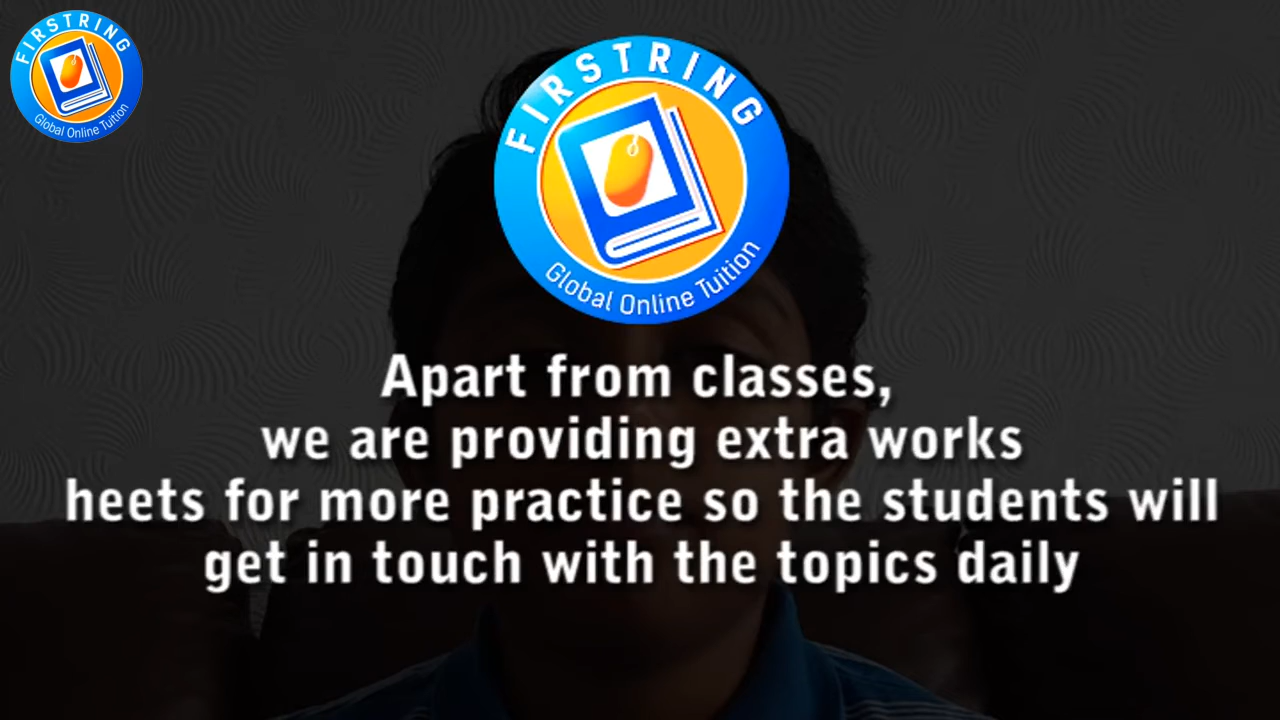 FIRSTRING
Global Online Tuition
FIRSTRING
Global Online Tuition
Apart from classes,
we are providing extra works
heets for more practice so the students will
get in touch with the topics daily